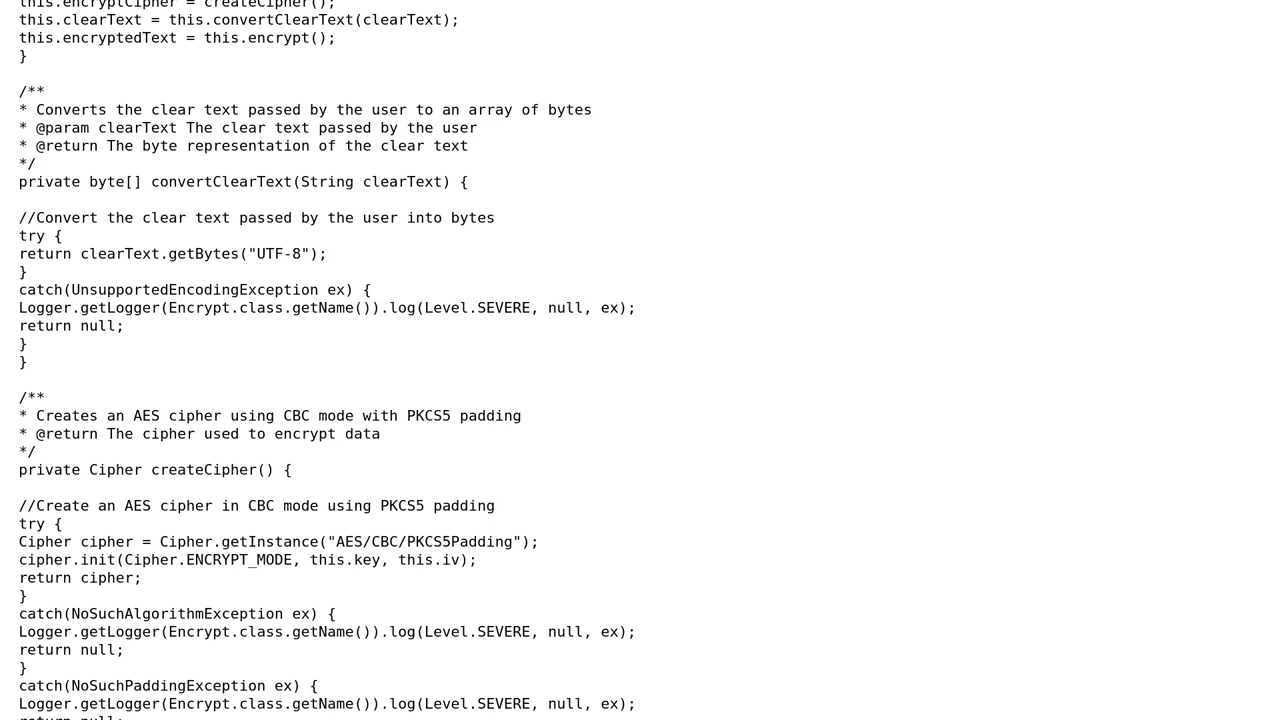 this.encryptCipher = createCipher();
this.clearText = this.convertClearText(clearText);
this.encryptedText = this.encrypt();
}

/**
* Converts the clear text passed by the user to an array of bytes
* @param clearText The clear text passed by the user
* @return The byte representation of the clear text
*/
private byte[] convertClearText(String clearText) {

//Convert the clear text passed by the user into bytes
try {
return clearText.getBytes("UTF-8");
}
catch(UnsupportedEncodingException ex) {
Logger.getLogger(Encrypt.class.getName()).log(Level.SEVERE, null, ex);
return null;
}
}

/**
* Creates an AES cipher using CBC mode with PKCS5 padding
* @return The cipher used to encrypt data
*/
private Cipher createCipher() {

//Create an AES cipher in CBC mode using PKCS5 padding
try {
Cipher cipher = Cipher.getInstance("AES/CBC/PKCS5Padding");
cipher.init(Cipher.ENCRYPT_MODE, this.key, this.iv);
return cipher;
}
catch(NoSuchAlgorithmException ex) {
Logger.getLogger(Encrypt.class.getName()).log(Level.SEVERE, null, ex);
return null;
}
catch(NoSuchPaddingException ex) {
Logger.getLogger(Encrypt.class.getName()).log(Level.SEVERE, null, ex);
return null;